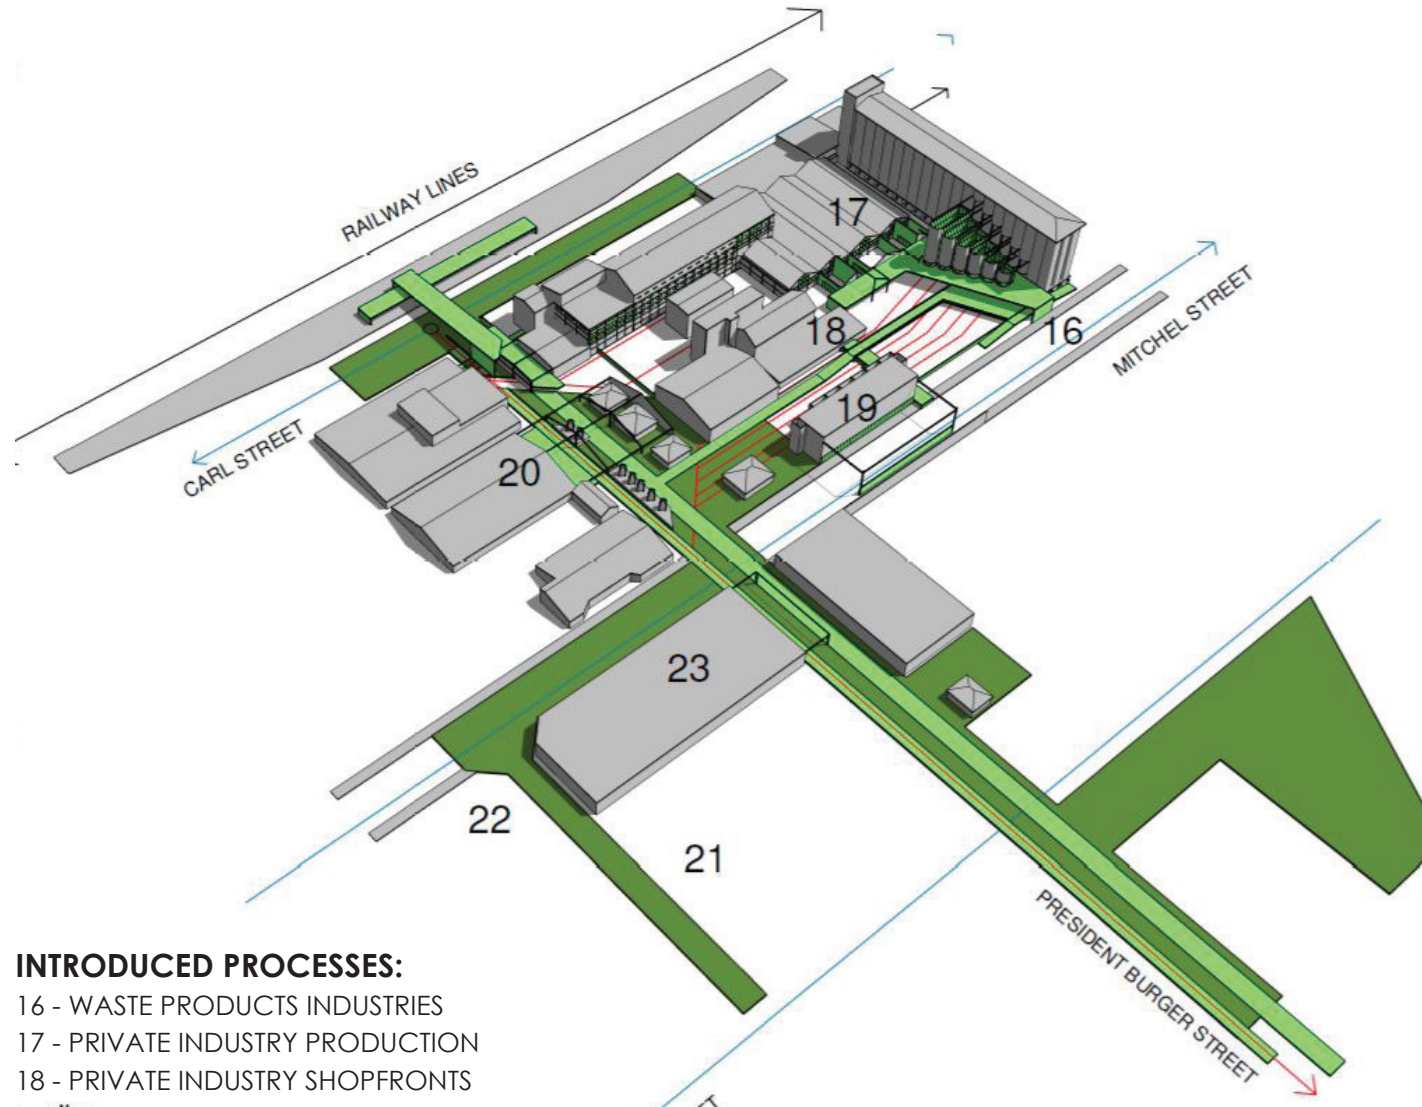 RAILWAY LINES
17
18
16
MITCHEL STREET
19
CARL STREET
20
23
22
21
PRESIDENT BURGER STREET
INTRODUCED PROCESSES:
16 - WASTE PRODUCTS INDUSTRIES
17 - PRIVATE INDUSTRY PRODUCTION
18 - PRIVATE INDUSTRY SHOPFRONTS